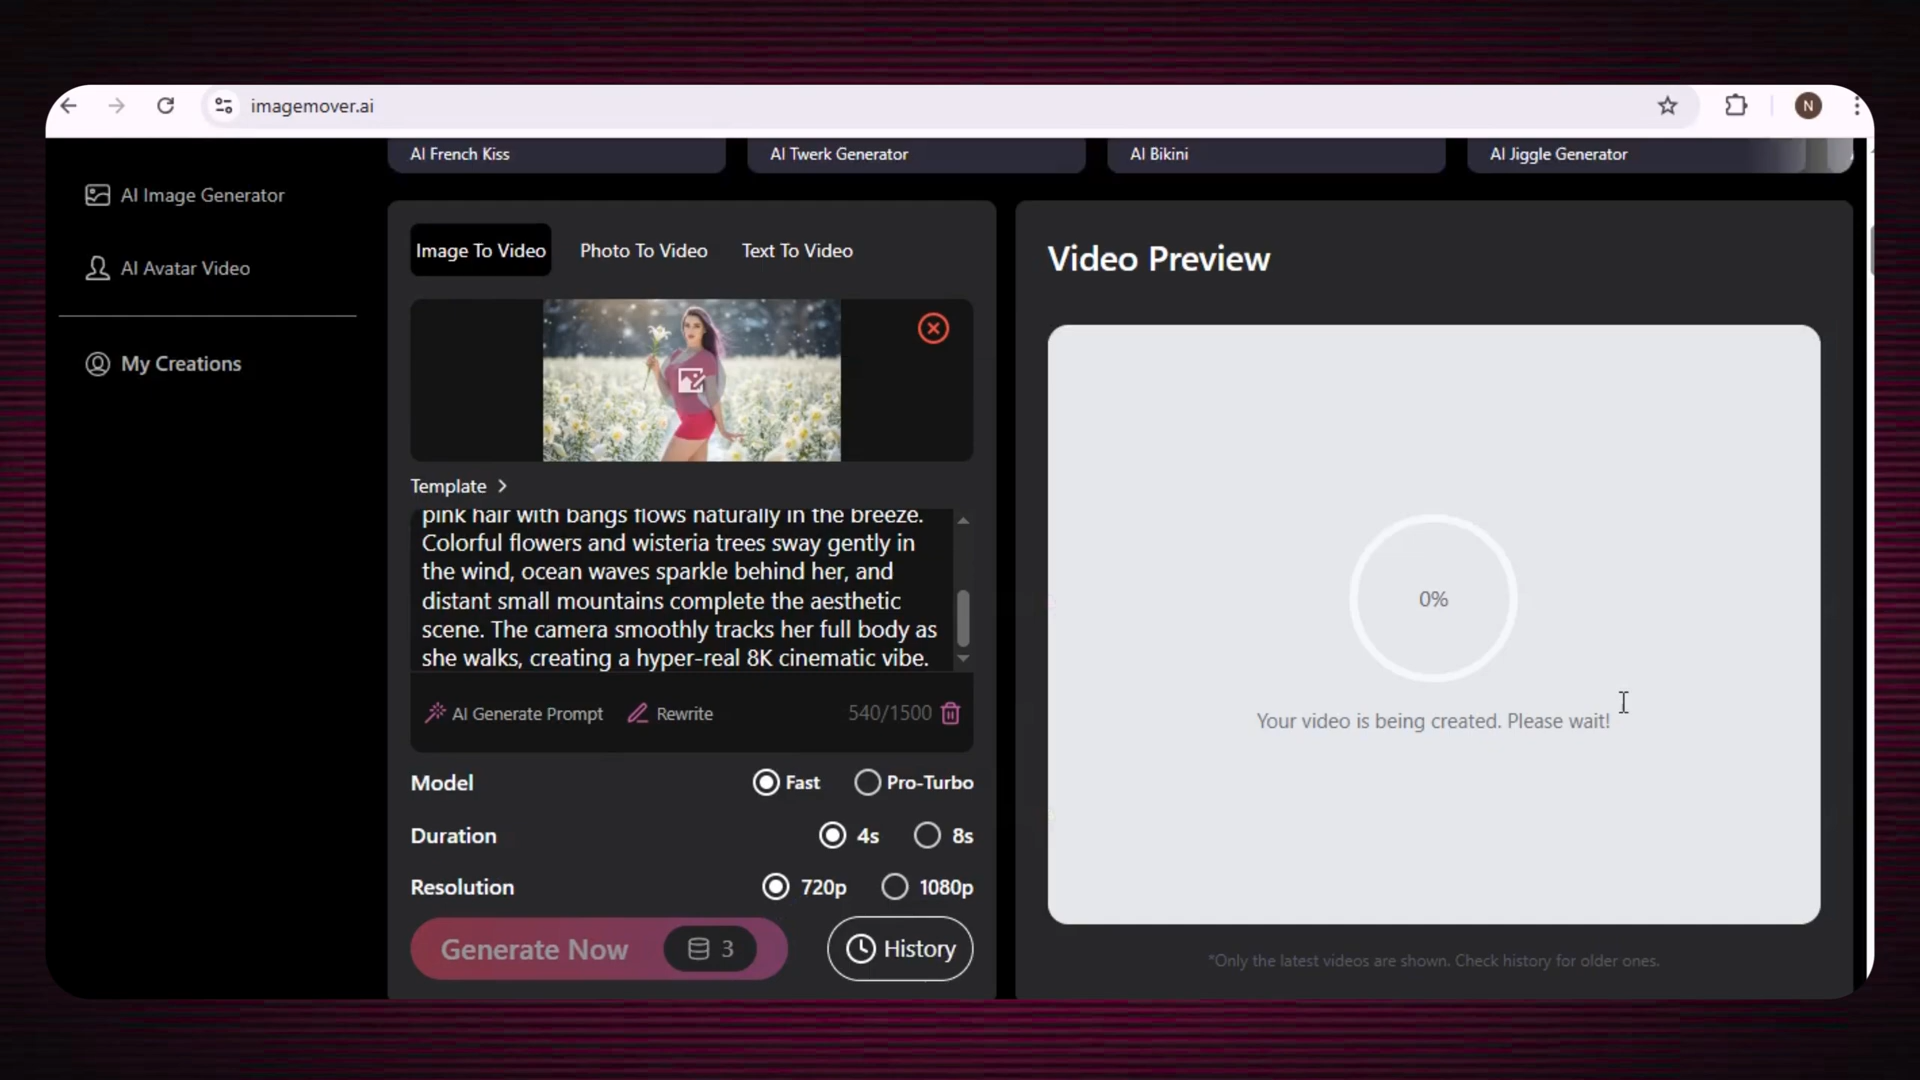 imagemover.ai
N
AI French Kiss
AI Twerk Generator
AI Bikini
AI Jiggle Generator
AI Image Generator
AI Avatar Video
My Creations
Image To Video
Photo To Video
Text To Video
Template
pink hair with bangs flows naturally in the breeze.
Colorful flowers and wisteria trees sway gently in
the wind, ocean waves sparkle behind her, and
distant small mountains complete the aesthetic
scene. The camera smoothly tracks her full body as
she walks, creating a hyper-real 8K cinematic vibe.
AI Generate Prompt
Rewrite
540/1500
Model
Fast
Pro-Turbo
Duration
4s
8s
Resolution
720p
1080p
Generate Now
3
History
Video Preview
0%
Your video is being created. Please wait!
*Only the latest videos are shown. Check history for older ones.